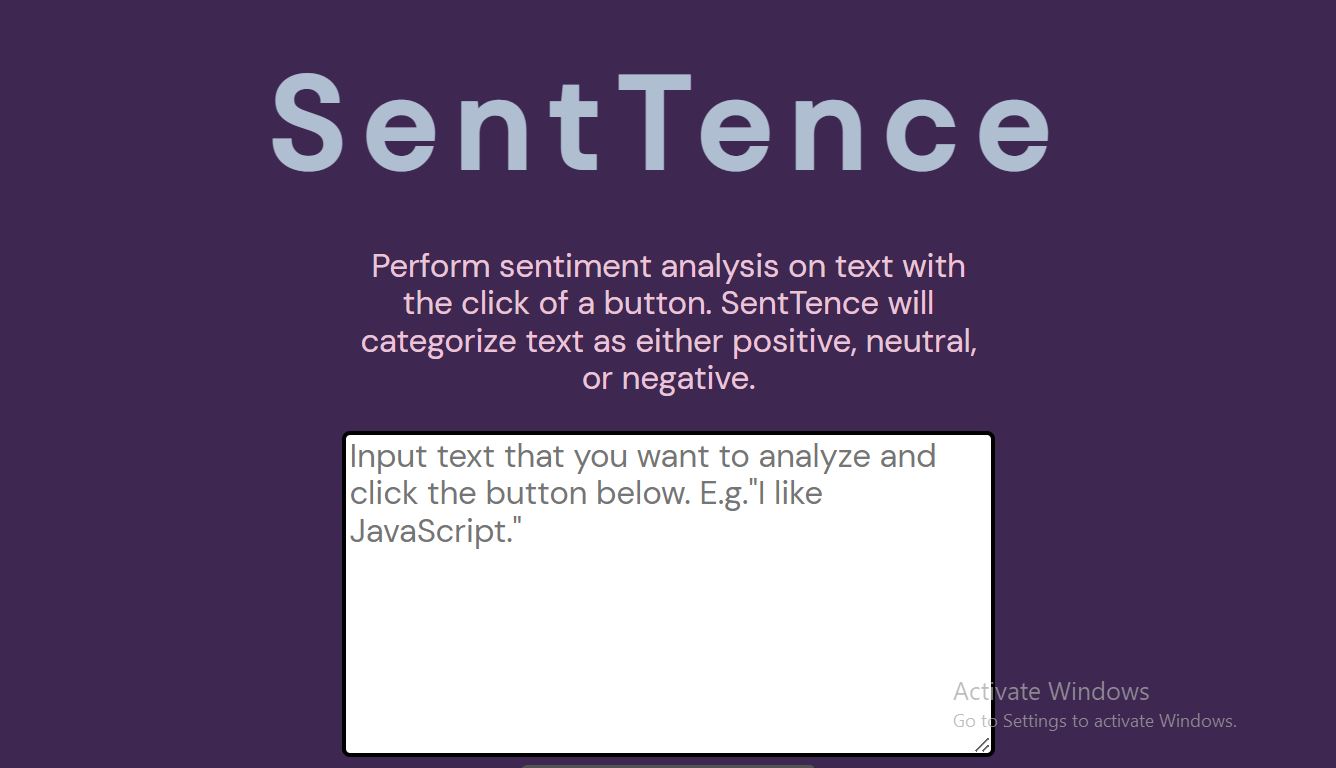 SentTence
Perform sentiment analysis on text with
the click of a button. SentTence will
categorize text as either positive, neutral,
or negative.
Input text that you want to analyze and
click the button below. E.g."I like
JavaScript."
Activate Windows
Go to Settings to activate Windows.